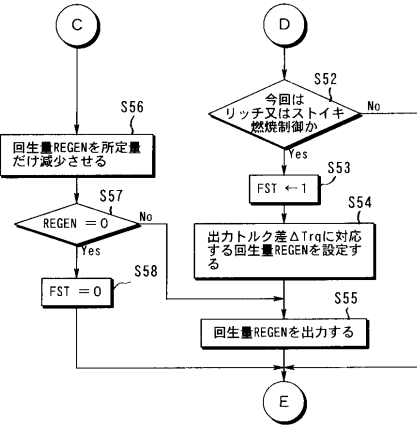 C
S56
回生量REGENを所定量
だけ減少させる
S57
REGEN = 0
No
Yes
S58
FST = 0
D
S52
今回は
リッチ又はストイキ
燃焼制御か
No
Yes
S53
FST ← 1
S54
出力トルク差ΔTrqに対応
する回生量REGENを設定す
る
S55
回生量REGENを出力する
E